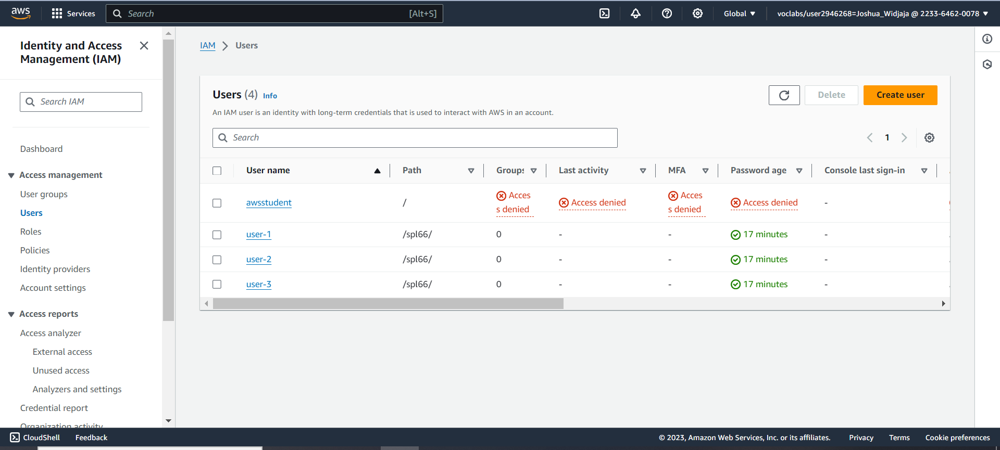 aws
Services
Search
[Alt+S]
Global
voclabs/user2946268=Joshua_Widjaja @ 2233-6462-0078
Identity and Access
Management (IAM)
Search IAM
Dashboard
Access management
User groups
Users
Roles
Policies
Identity providers
Account settings
Access reports
Access analyzer
External access
Unused access
Analyzers and settings
Credential report
Organization activity
IAM
Users
Users (4) Info
Delete
Create user
An IAM user is an identity with long-term credentials that is used to interact with AWS in an account.
Search
1
User name Path Groups Last activity MFA Password age Console last sign-in
awsstudent / Acces
s denied Access denied Acces
s denied Access denied -
user-1 /spl66/ 0 - - 17 minutes -
user-2 /spl66/ 0 - - 17 minutes -
user-3 /spl66/ 0 - - 17 minutes -
CloudShell
Feedback
© 2023, Amazon Web Services, Inc. or its affiliates.
Privacy
Terms
Cookie preferences